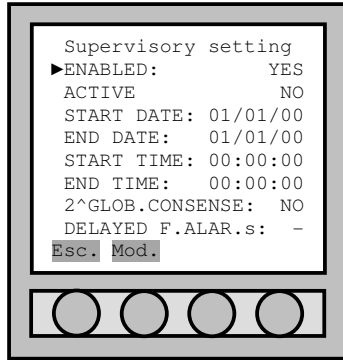 Supervisory setting
►ENABLED: YES
ACTIVE NO
START DATE: 01/01/00
END DATE: 01/01/00
START TIME: 00:00:00
END TIME: 00:00:00
2^GLOB.CONSENSE: NO
DELAYED F.ALAR.s: –
Esc. Mod.